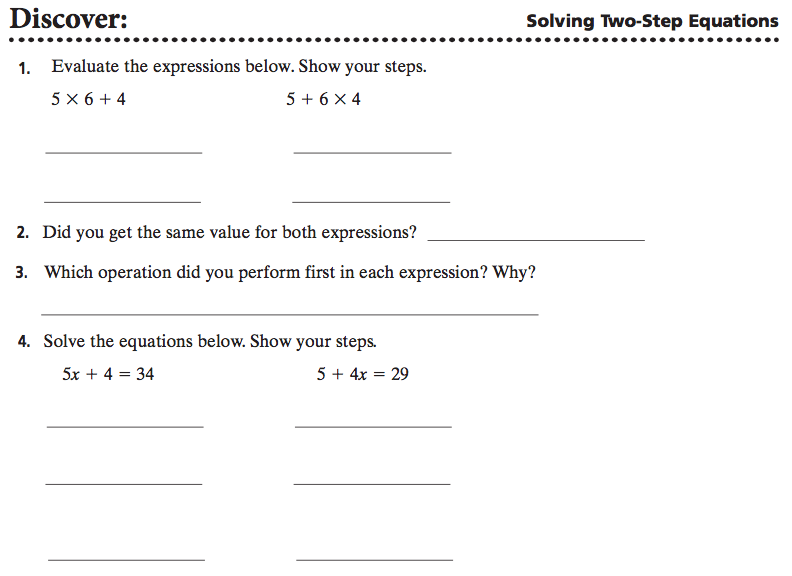 Discover:
Solving Two-Step Equations
1. Evaluate the expressions below. Show your steps.
5 × 6 + 4
5 + 6 × 4
2. Did you get the same value for both expressions?
3. Which operation did you perform first in each expression? Why?
4. Solve the equations below. Show your steps.
5x + 4 = 34
5 + 4x = 29